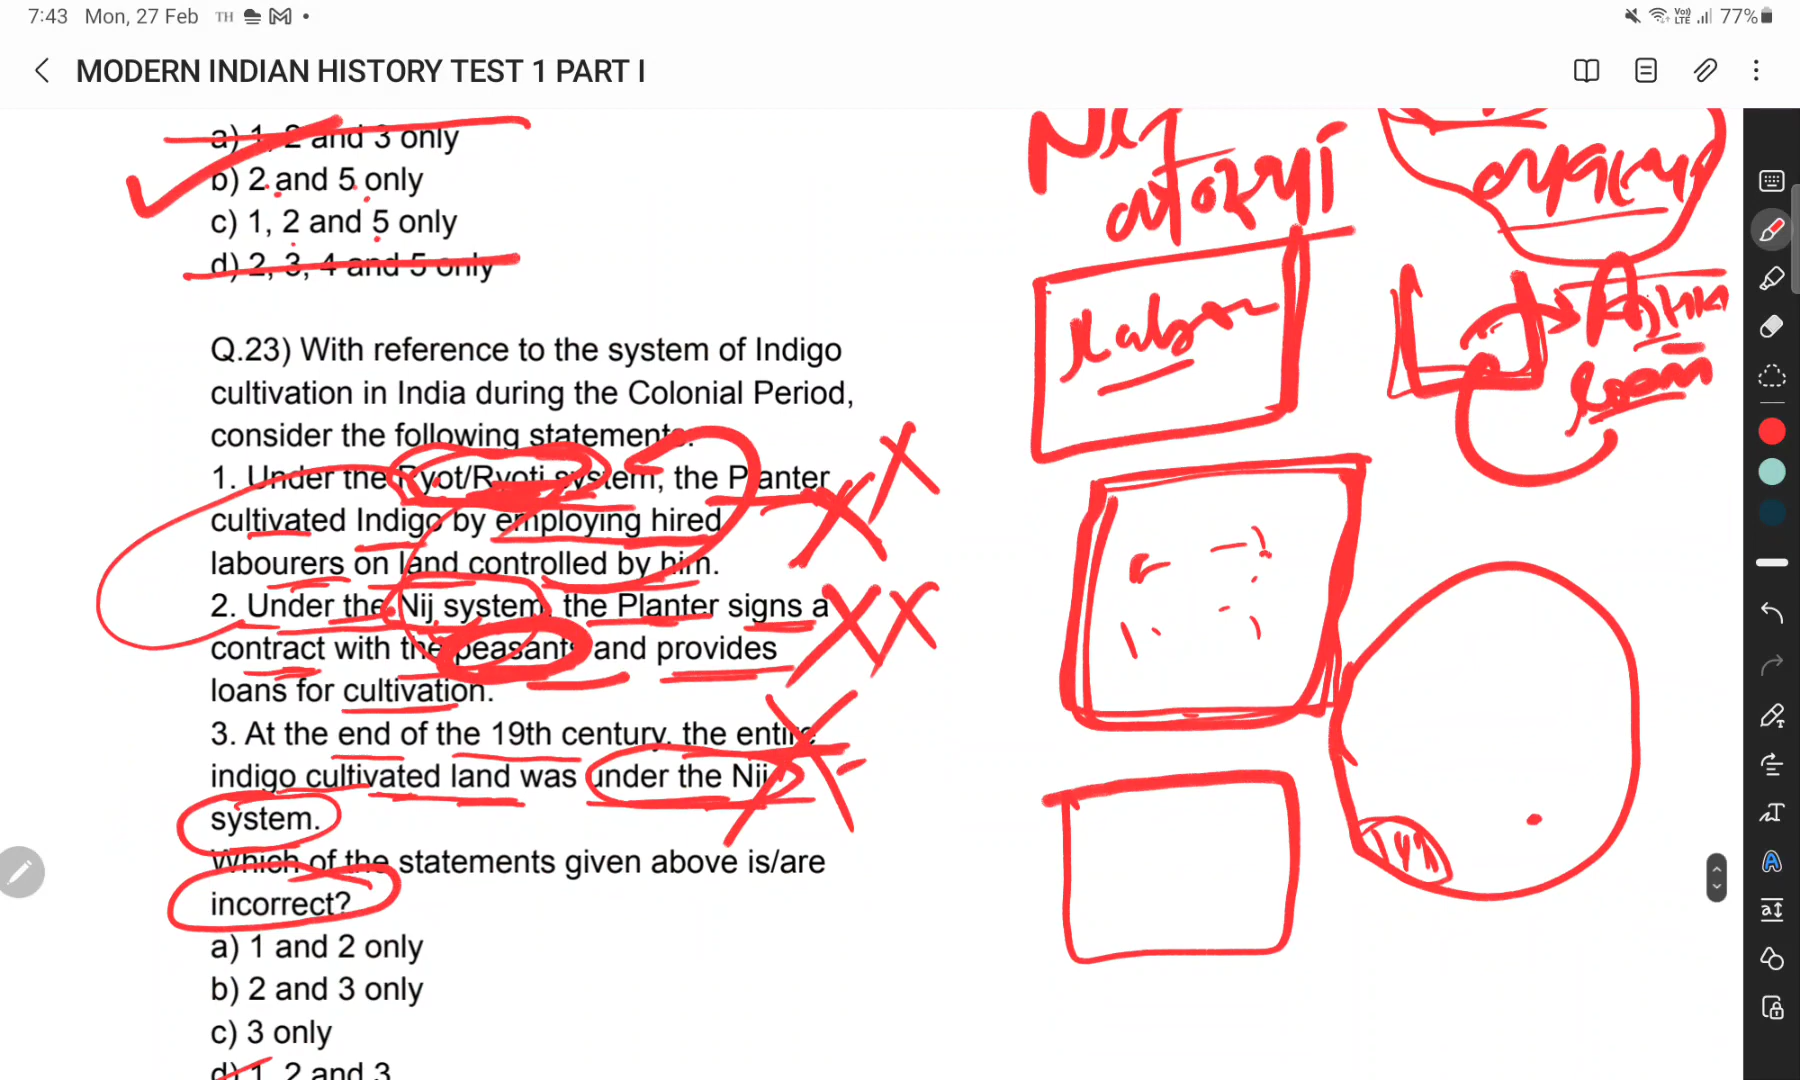 7:43 Mon, 27 Feb TH 77%
MODERN INDIAN HISTORY TEST 1 PART I
a) 1, 2 and 3 only
b) 2 and 5 only
c) 1, 2 and 5 only
d) 2, 3, 4 and 5 only
Q.23) With reference to the system of Indigo
cultivation in India during the Colonial Period,
consider the following statements:
1. Under the Ryot/Ryoti system, the Planter
cultivated Indigo by employing hired
labourers on land controlled by him.
2. Under the Nij system, the Planter signs a
contract with the peasants and provides
loans for cultivation.
3. At the end of the 19th century, the entire
indigo cultivated land was under the Nij
system.
Which of the statements given above is/are
incorrect?
a) 1 and 2 only
b) 2 and 3 only
c) 3 only
d) 1, 2 and 3